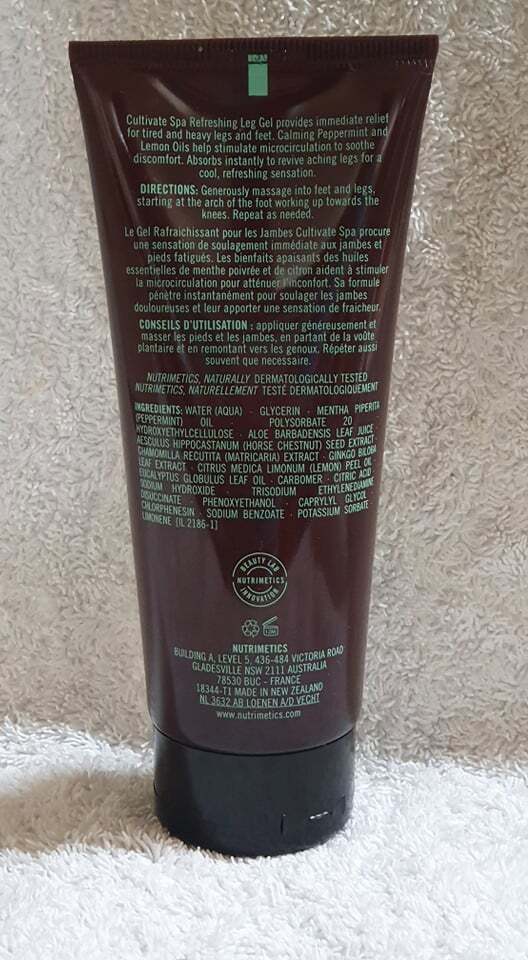 Cultivate Spa Refreshing Leg Gel provides immediate relief
for tired and heavy legs and feet. Calming Peppermint and
Lemon Oils help stimulate microcirculation to soothe
discomfort. Absorbs instantly to revive aching legs for a
cool, refreshing sensation.
DIRECTIONS: Generously massage into feet and legs,
starting at the arch of the foot working up towards the
knees. Repeat as needed.
Le Gel Rafraichissant pour les Jambes Cultivate Spa procure
une sensation de soulagement immédiate aux jambes et
pieds fatigués. Les bienfaits apaisants des huiles
essentielles de menthe poivrée et de citron aident à stimuler
la microcirculation pour atténuer l'inconfort. Sa formule
pénètre instantanément pour soulager les jambes
douloureuses et leur apporter une sensation de fraicheur.
CONSEILS D'UTILISATION : appliquer généreusement et
masser les pieds et les jambes, en partant de la voûte
plantaire et en remontant vers les genoux. Répéter aussi
souvent que necessaire.
NUTRIMETICS, NATURALLY DERMATOLOGICALLY TESTED
NUTRIMETICS, NATURELLEMENT TESTÉ DERMATOLOGIQUEMENT
INGREDIENTS: WATER (AQUA) · GLYCERIN · MENTHA PIPERITA
(PEPPERMINT) OIL · POLYSORBATE 20 ·
HYDROXYETHYLCELLULOSE · ALOE BARBADENSIS LEAF JUICE ·
AESCULUS HIPPOCASTANUM (HORSE CHESTNUT) SEED EXTRACT ·
CHAMOMILLA RECUTITA (MATRICARIA) EXTRACT · GINKGO BILOBA
LEAF EXTRACT · CITRUS MEDICA LIMONUM (LEMON) PEEL OIL ·
EUCALYPTUS GLOBULUS LEAF OIL · CARBOMER · CITRIC ACID ·
SODIUM HYDROXIDE · TRISODIUM ETHYLENEDIAMINE
DISUCCINATE · PHENOXYETHANOL · CAPRYLYL GLYCOL ·
CHLORPHENESIN · SODIUM BENZOATE · POTASSIUM SORBATE ·
LIMONENE [IL 2186-1]
BEAUTY LAB
NUTRIMETICS
INNOVATION
12M
NUTRIMETICS
BUILDING A, LEVEL 5, 436-484 VICTORIA ROAD
GLADESVILLE NSW 2111 AUSTRALIA
78530 BUC - FRANCE
18344-T1 MADE IN NEW ZEALAND
NL 3632 AB LOENEN A/D VECHT
www.nutrimetics.com